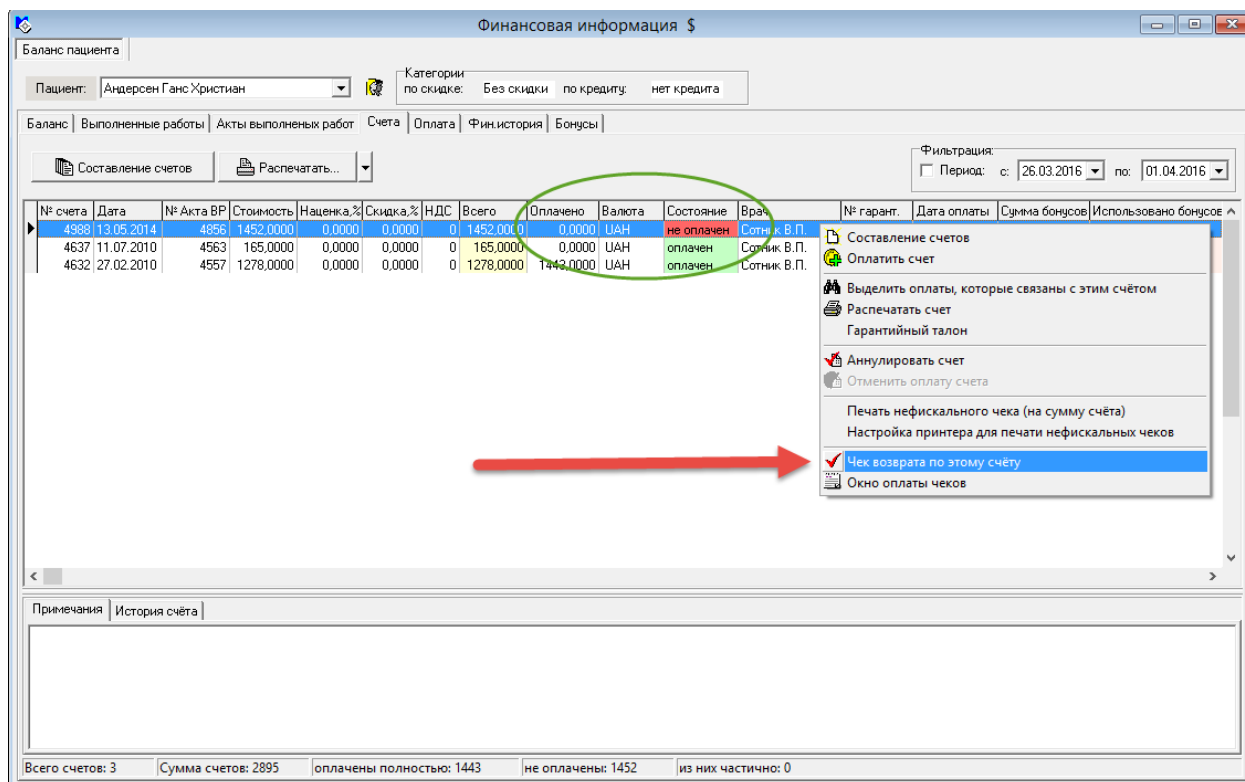 Финансовая информация $
Баланс пациента
Пациент: Андерсен Ганс Христиан
Категории
по скидке: Без скидки по кредиту: нет кредита
Баланс Выполненные работы Акты выполненых работ Счета Оплата Фин.история Бонусы
Составление счетов Распечатать...
Фильтрация:
Период: с: 26.03.2016 по: 01.04.2016
№ счета Дата № Акта ВР Стоимость Наценка,% Скидка,% НДС Всего Оплачено Валюта Состояние Врач № гарант. Дата оплаты Сумма бонусов Использовано бонусов
4988 13.05.2014 4856 1452,0000 0,0000 0,0000 0 1452,0000 0,0000 UAH не оплачен Сотник В.П.
4637 11.07.2010 4563 165,0000 0,0000 0,0000 0 165,0000 0,0000 UAH оплачен Сотник В.П.
4632 27.02.2010 4557 1278,0000 0,0000 0,0000 0 1278,0000 1443,0000 UAH оплачен Сотник В.П.
Составление счетов
Оплатить счет
Выделить оплаты, которые связаны с этим счётом
Распечатать счет
Гарантийный талон
Аннулировать счет
Отменить оплату счета
Печать нефискального чека (на сумму счёта)
Настройка принтера для печати нефискальных чеков
Чек возврата по этому счёту
Окно оплаты чеков
Примечания История счёта
Всего счетов: 3 Сумма счетов: 2895 оплачены полностью: 1443 не оплачены: 1452 из них частично: 0